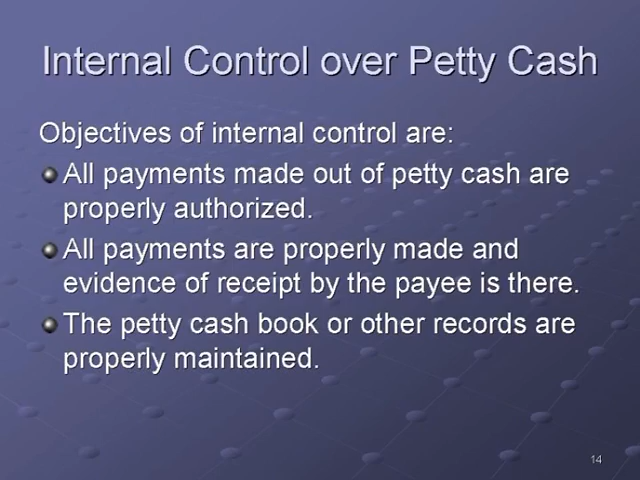 Internal Control over Petty Cash
Objectives of internal control are:
All payments made out of petty cash are
properly authorized.
All payments are properly made and
evidence of receipt by the payee is there.
The petty cash book or other records are
properly maintained.
14